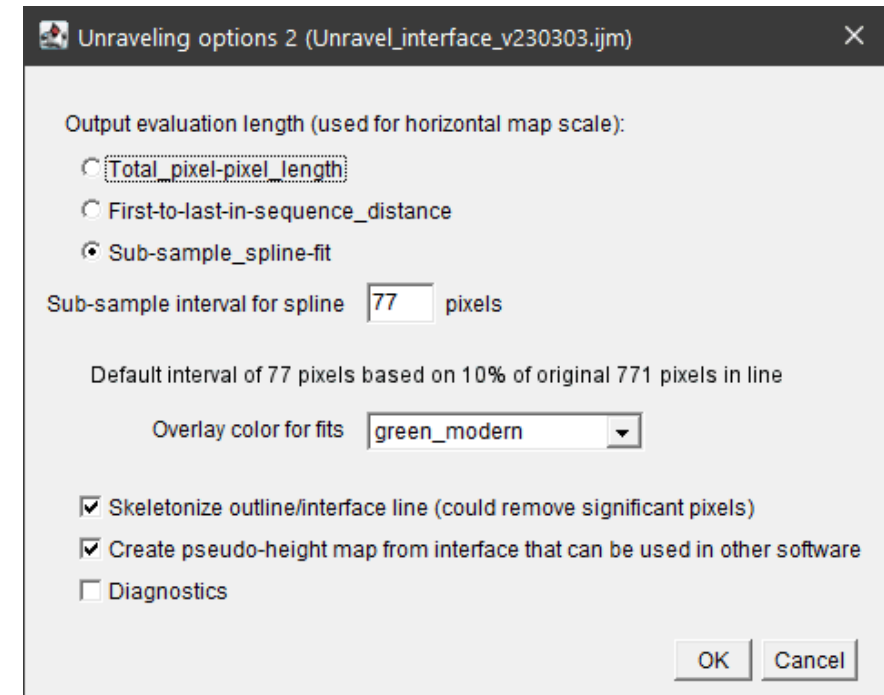 Unraveling options 2 (Unravel_interface_v230303.ijm)
Output evaluation length (used for horizontal map scale):
Total_pixel-pixel_length
First-to-last-in-sequence_distance
Sub-sample_spline-fit
Sub-sample interval for spline 77 pixels
Default interval of 77 pixels based on 10% of original 771 pixels in line
Overlay color for fits green_modern
Skeletonize outline/interface line (could remove significant pixels)
Create pseudo-height map from interface that can be used in other software
Diagnostics
OK Cancel